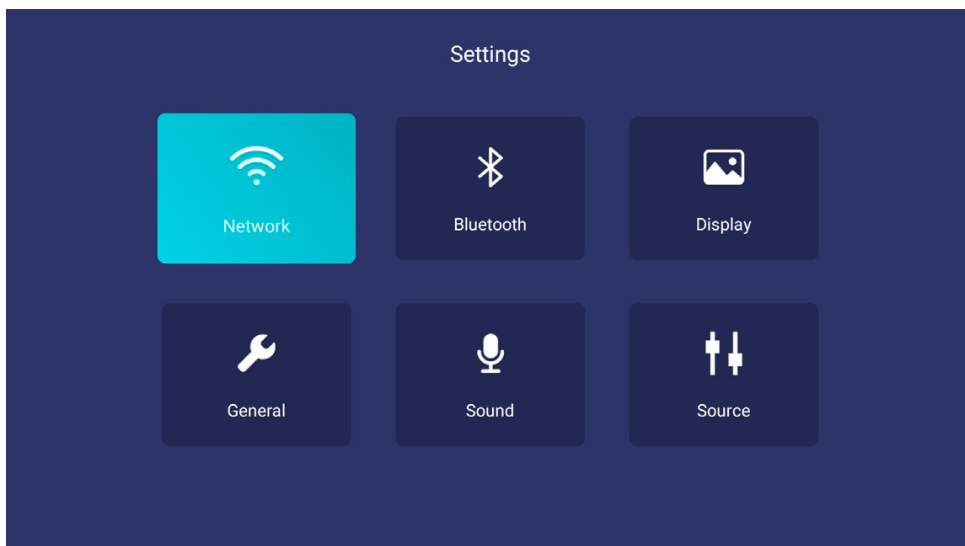 Settings
Network
Bluetooth
Display
General
Sound
Source